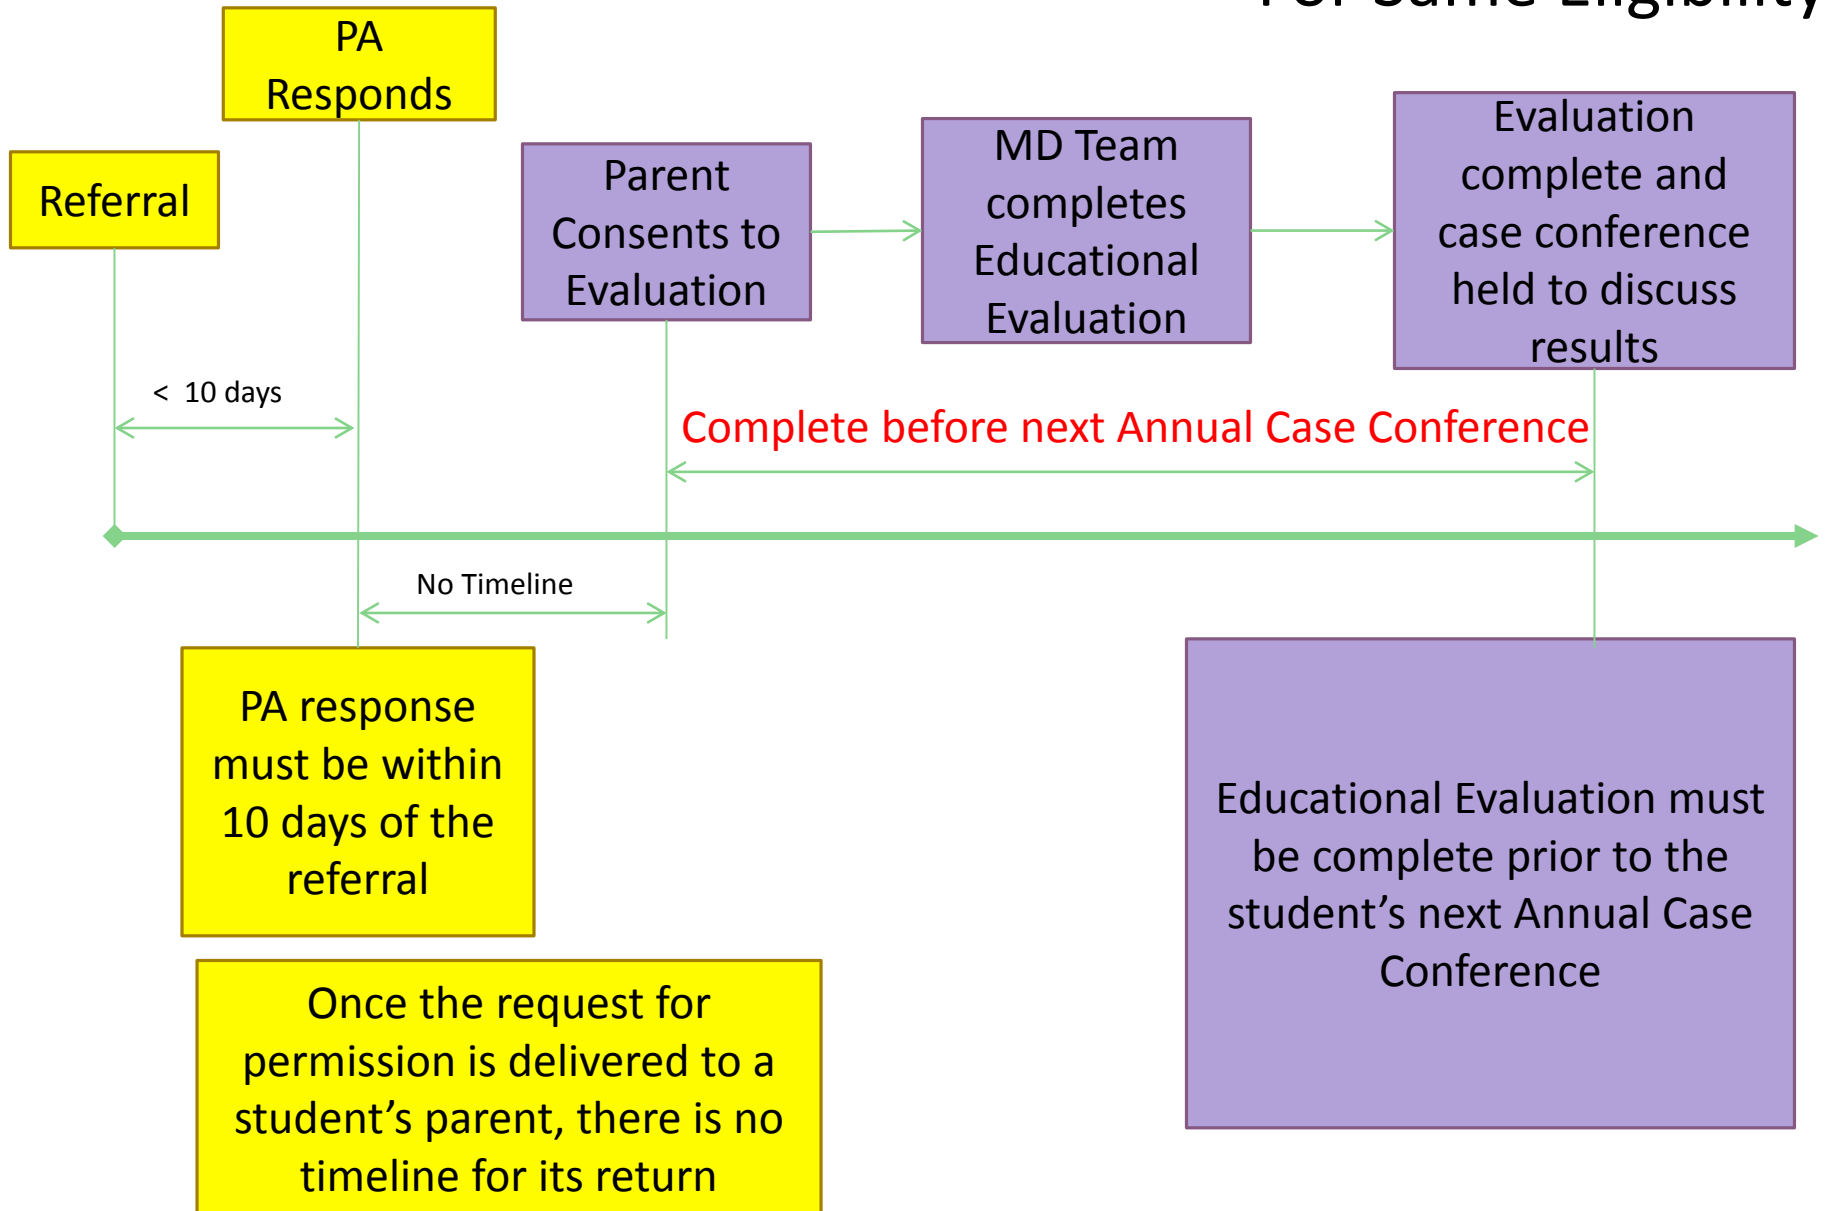 For Same Eligibility
PA
Responds
Referral
Parent
Consents to
Evaluation
MD Team
completes
Educational
Evaluation
Evaluation
complete and
case conference
held to discuss
results
< 10 days
Complete before next Annual Case Conference
No Timeline
PA response
must be within
10 days of the
referral
Educational Evaluation must
be complete prior to the
student’s next Annual Case
Conference
Once the request for
permission is delivered to a
student’s parent, there is no
timeline for its return